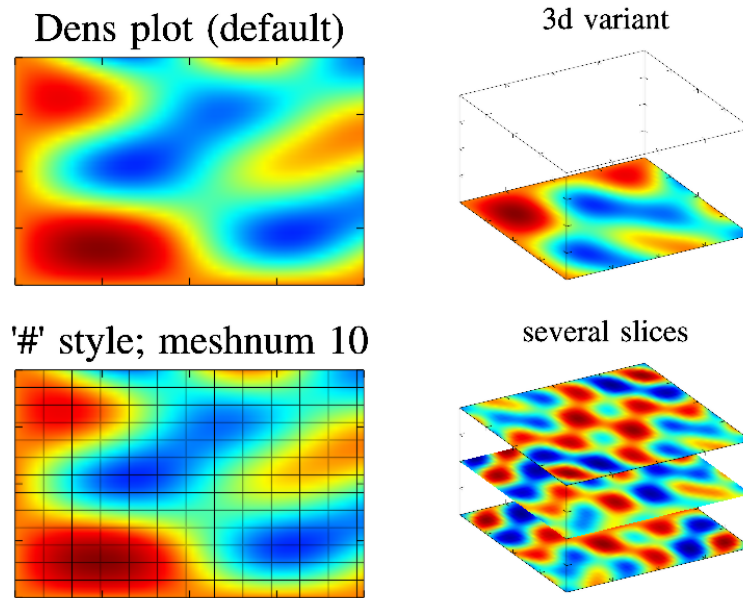 Dens plot (default)
3d variant
'#' style; meshnum 10
several slices